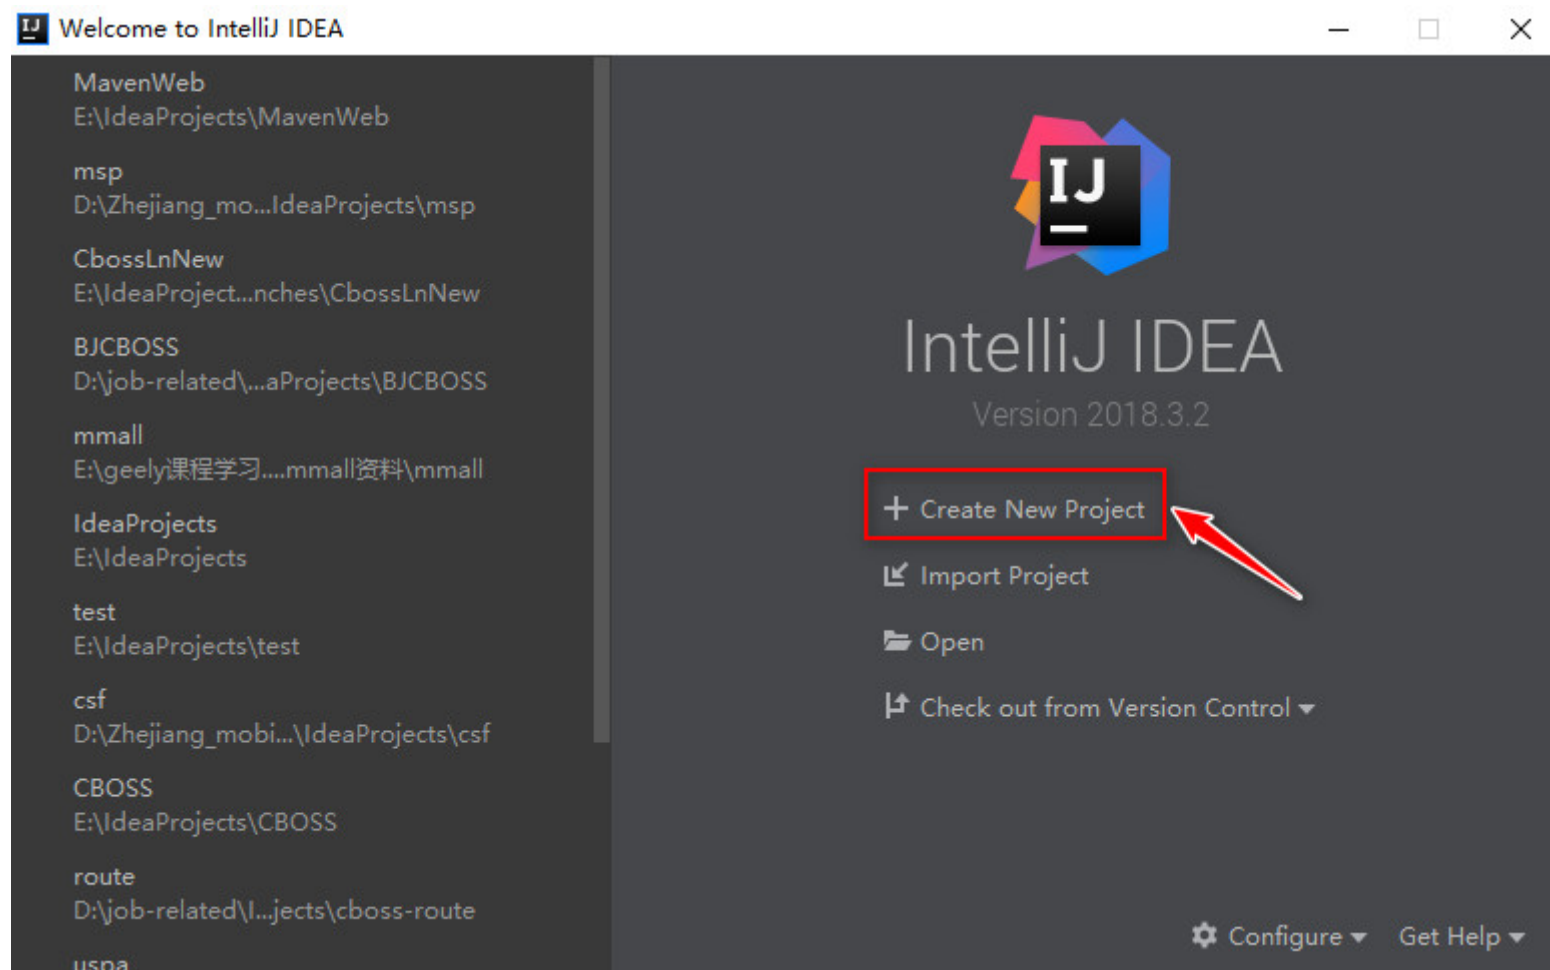 Welcome to IntelliJ IDEA
MavenWeb
E:\IdeaProjects\MavenWeb
msp
D:\Zhejiang_mo...IdeaProjects\msp
CbossLnNew
E:\IdeaProject...nches\CbossLnNew
BJCBOSS
D:\job-related\...aProjects\BJCBOSS
mmall
E:\geely课程学习....mmall资料\mmall
IdeaProjects
E:\IdeaProjects
test
E:\IdeaProjects\test
csf
D:\Zhejiang_mobi...\IdeaProjects\csf
CBOSS
E:\IdeaProjects\CBOSS
route
D:\job-related\I...jects\cboss-route
uspa
IJ
IntelliJ IDEA
Version 2018.3.2
Create New Project
Import Project
Open
Check out from Version Control
Configure
Get Help